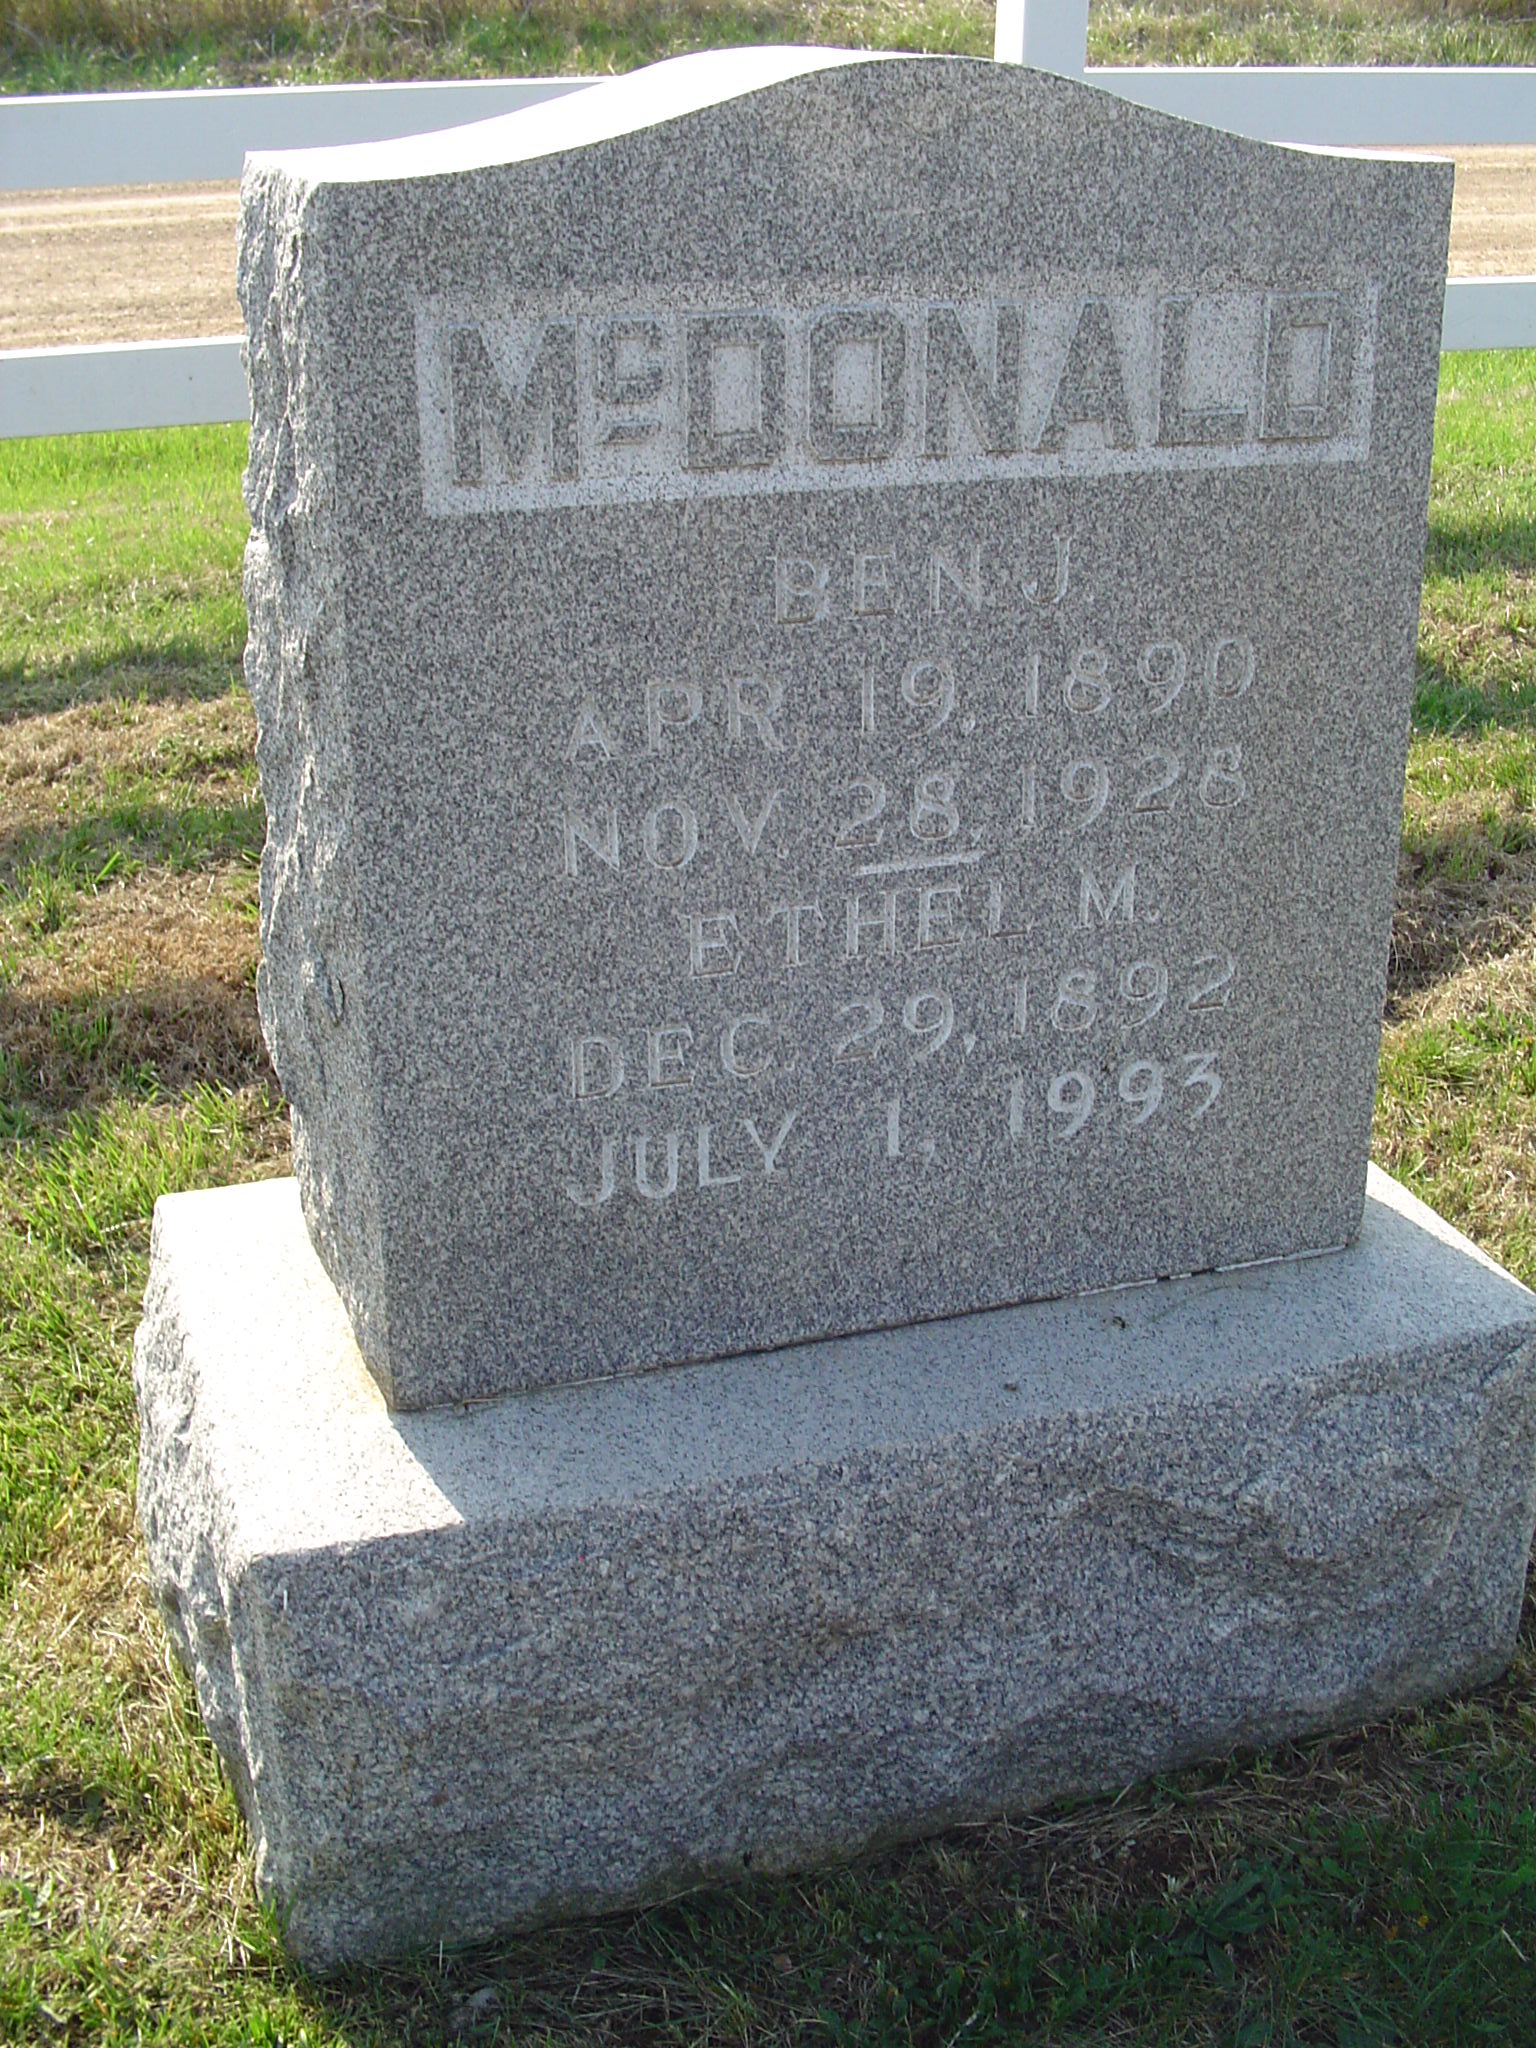 McDONALD
BEN J.
APR. 19, 1890
NOV. 28, 1928
ETHEL M.
DEC. 29, 1892
JULY 1, 1993